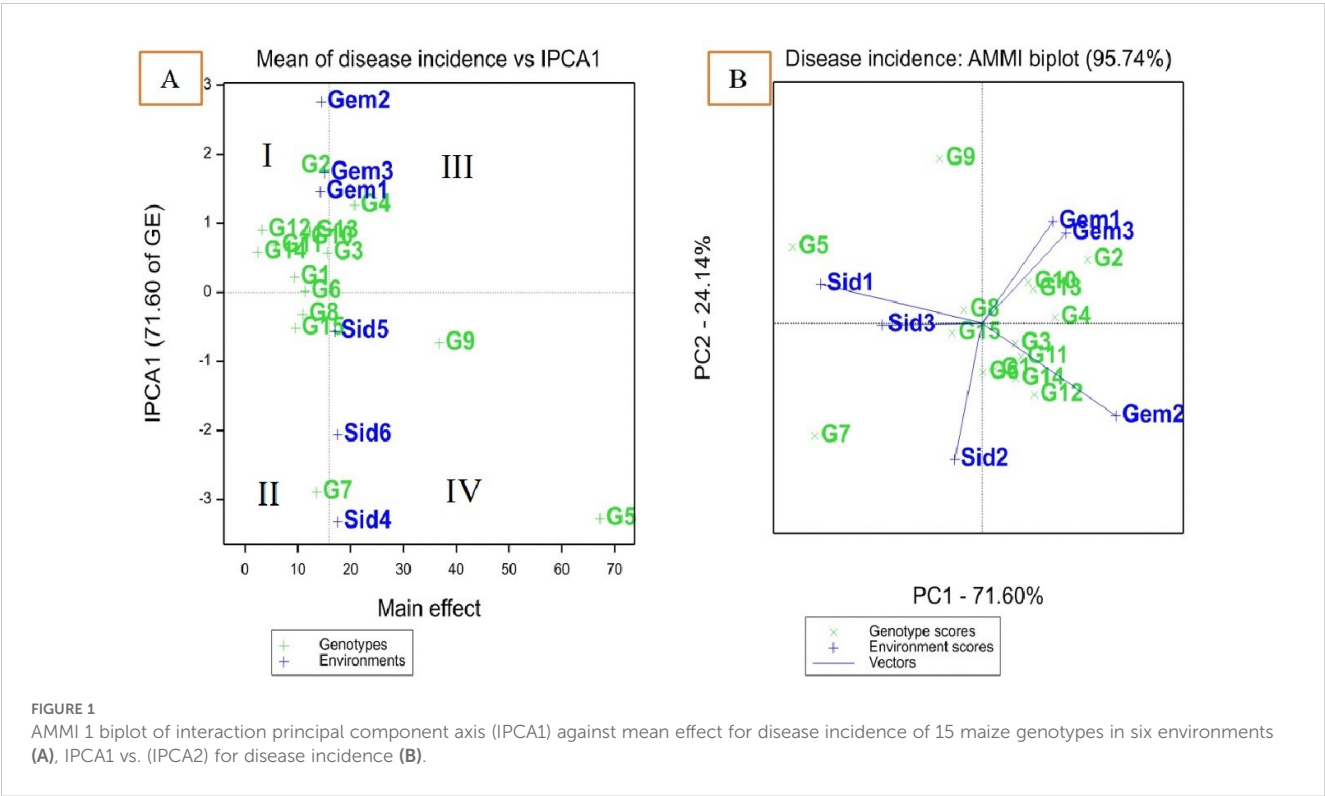 A
Mean of disease incidence vs IPCA1
IPCA1 (71.60 of GE)
3
2
1
0
-1
-2
-3
I
III
II
IV
Gem2
G2
Gem3
Gem1
G4
G12
G13
G10
G11
G14
G3
G1
G6
G8
G15
Sid5
G9
Sid6
G7
Sid4
G5
0 10 20 30 40 50 60 70
Main effect
Genotypes
Environments
B
Disease incidence: AMMI biplot (95.74%)
PC2 - 24.14%
G9
Gem1
Gem3
G5
G2
Sid1
G10
G13
G8
G4
Sid3
G15
G3
G11
G1
G6
G14
G12
Gem2
G7
Sid2
PC1 - 71.60%
Genotype scores
Environment scores
Vectors
FIGURE 1
AMMI 1 biplot of interaction principal component axis (IPCA1) against mean effect for disease incidence of 15 maize genotypes in six environments
(A), IPCA1 vs. (IPCA2) for disease incidence (B).